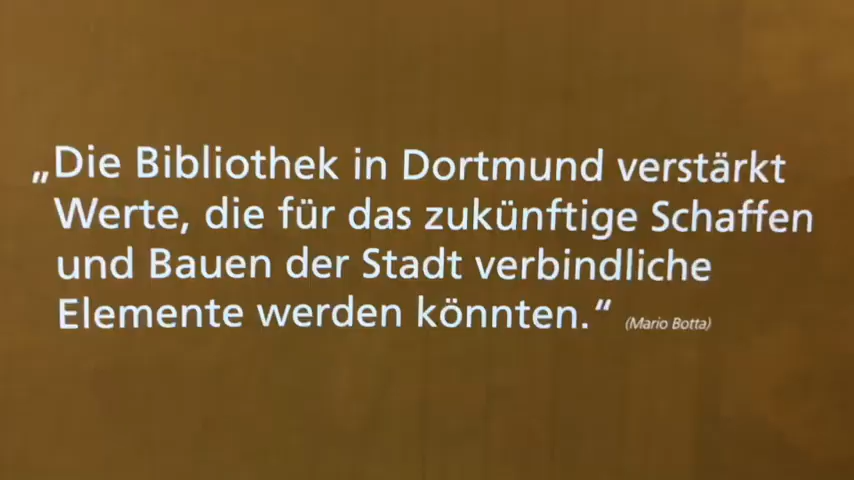 „Die Bibliothek in Dortmund verstärkt
Werte, die für das zukünftige Schaffen
und Bauen der Stadt verbindliche
Elemente werden könnten.“ (Mario Botta)